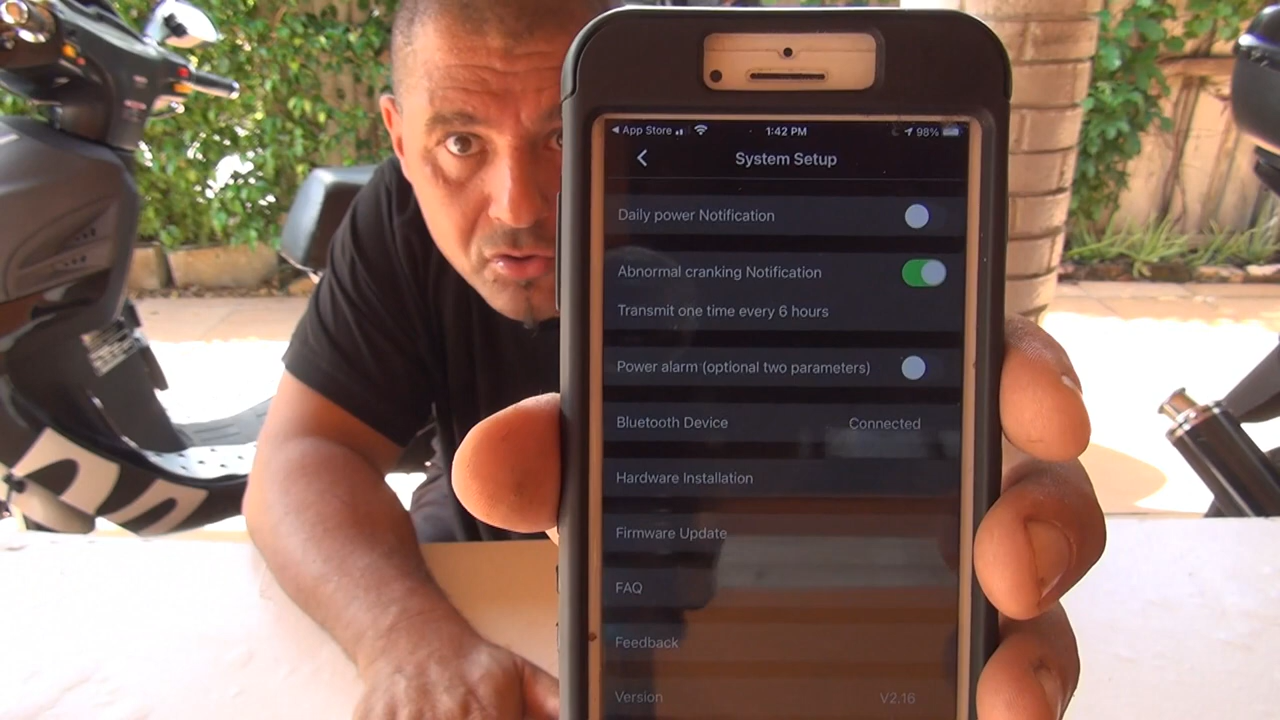 App Store
1:42 PM
98%
System Setup
Daily power Notification
Abnormal cranking Notification
Transmit one time every 6 hours
Power alarm (optional two parameters)
Bluetooth Device Connected
Hardware Installation
Firmware Update
FAQ
Feedback
Version V2.16